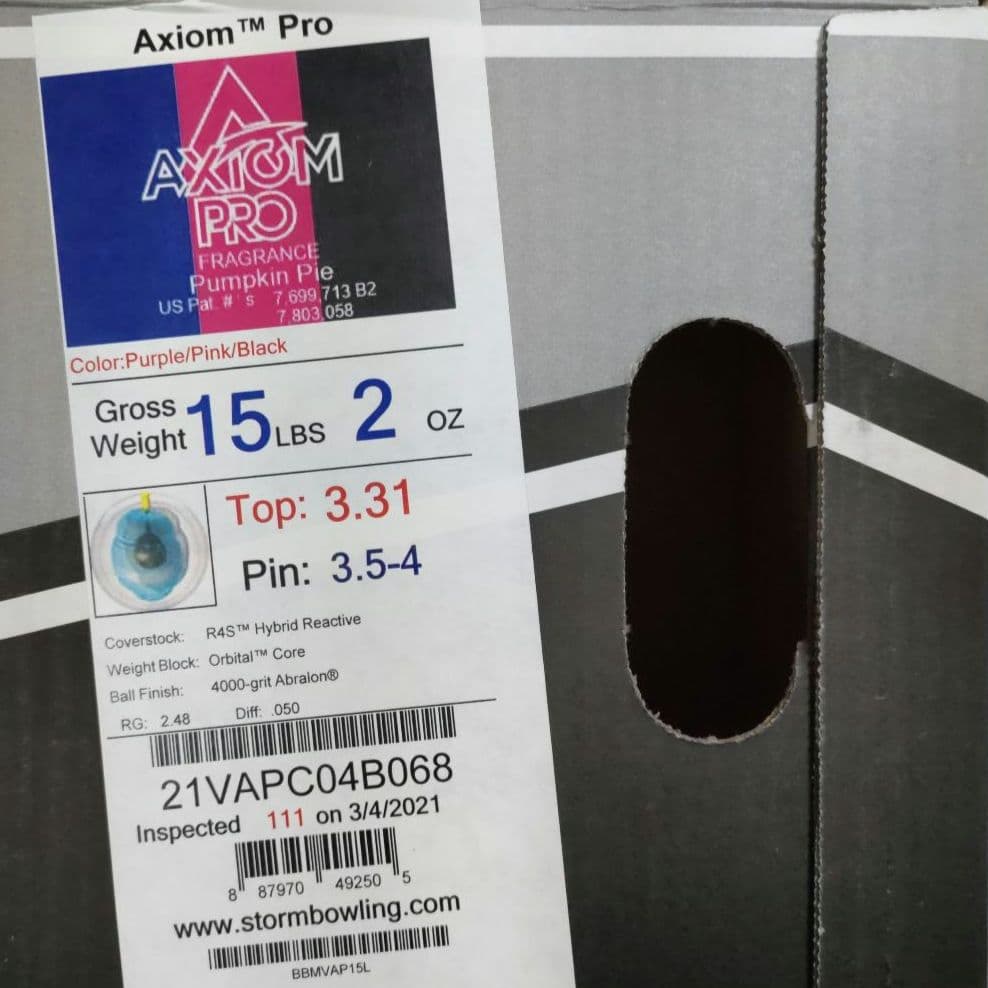 Axiom™ Pro
AXIOM
PRO
FRAGRANCE
Pumpkin Pie
US Pat. # 's 7,699,713 B2
7,803,058
Color:Purple/Pink/Black
Gross
Weight 15 LBS 2 OZ
Top: 3.31
Pin: 3.5-4
Coverstock: R4S™ Hybrid Reactive
Weight Block: Orbital™ Core
Ball Finish: 4000-grit Abralon®
RG: 2.48 Diff: .050
21VAPC04B068
Inspected 111 on 3/4/2021
8 87970 49250 5
www.stormbowling.com
BBMVAP15L